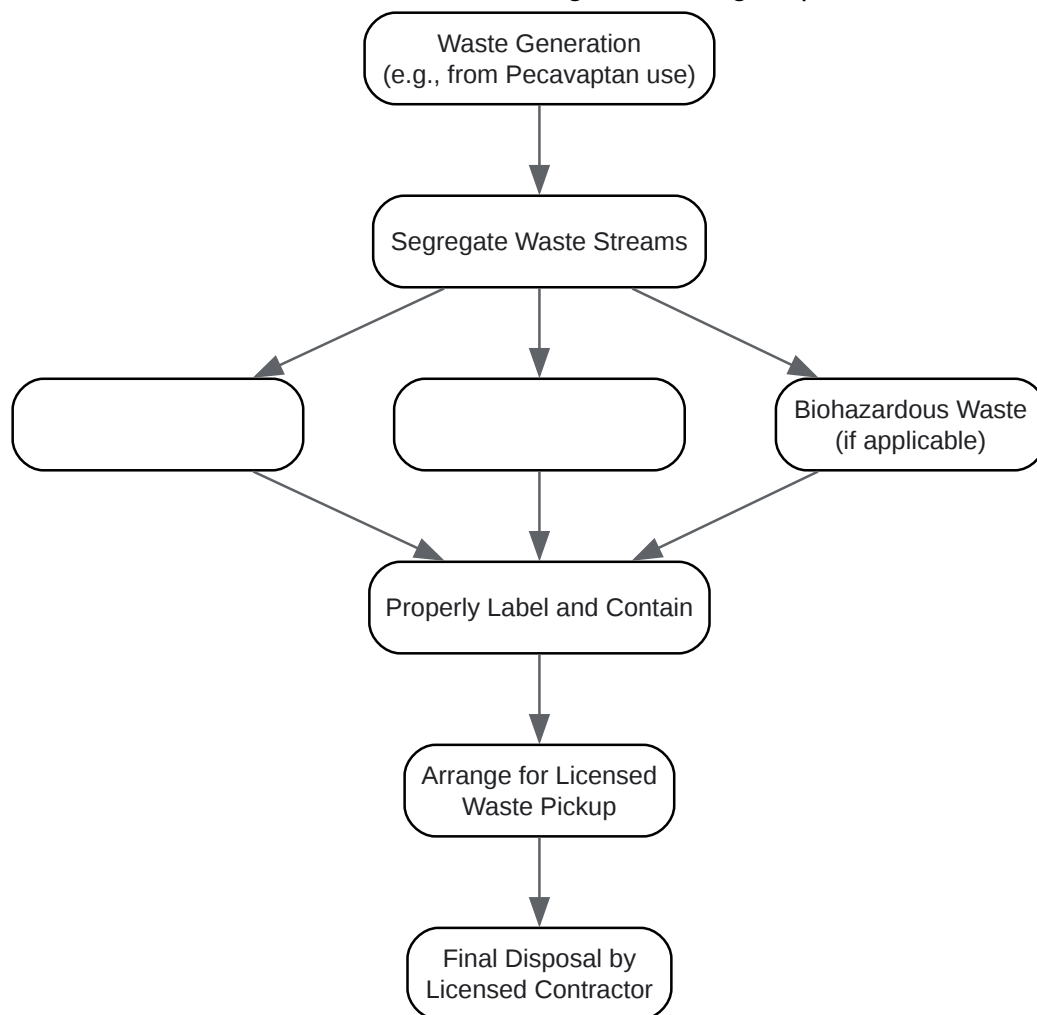 Waste Generation
(e.g., from Pecavaptan use)
Segregate Waste Streams
Biohazardous Waste
(if applicable)
Properly Label and Contain
Arrange for Licensed
Waste Pickup
Final Disposal by
Licensed Contractor